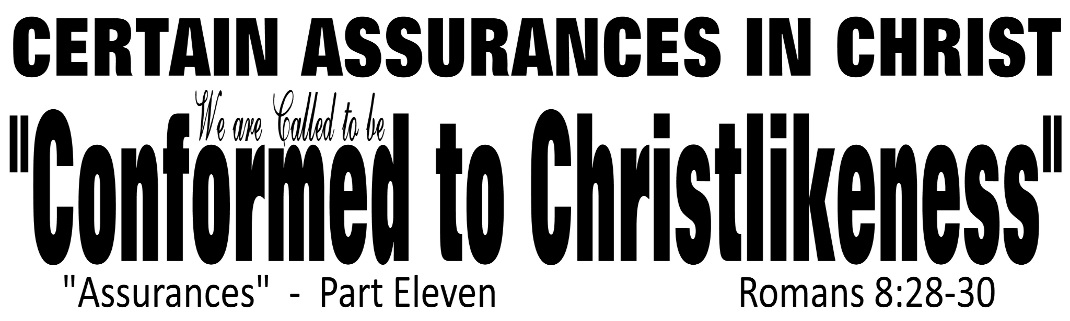 CERTAIN ASSURANCES IN CHRIST
We are Called to be
"Conformed to Christlikeness"
"Assurances" - Part Eleven Romans 8:28-30